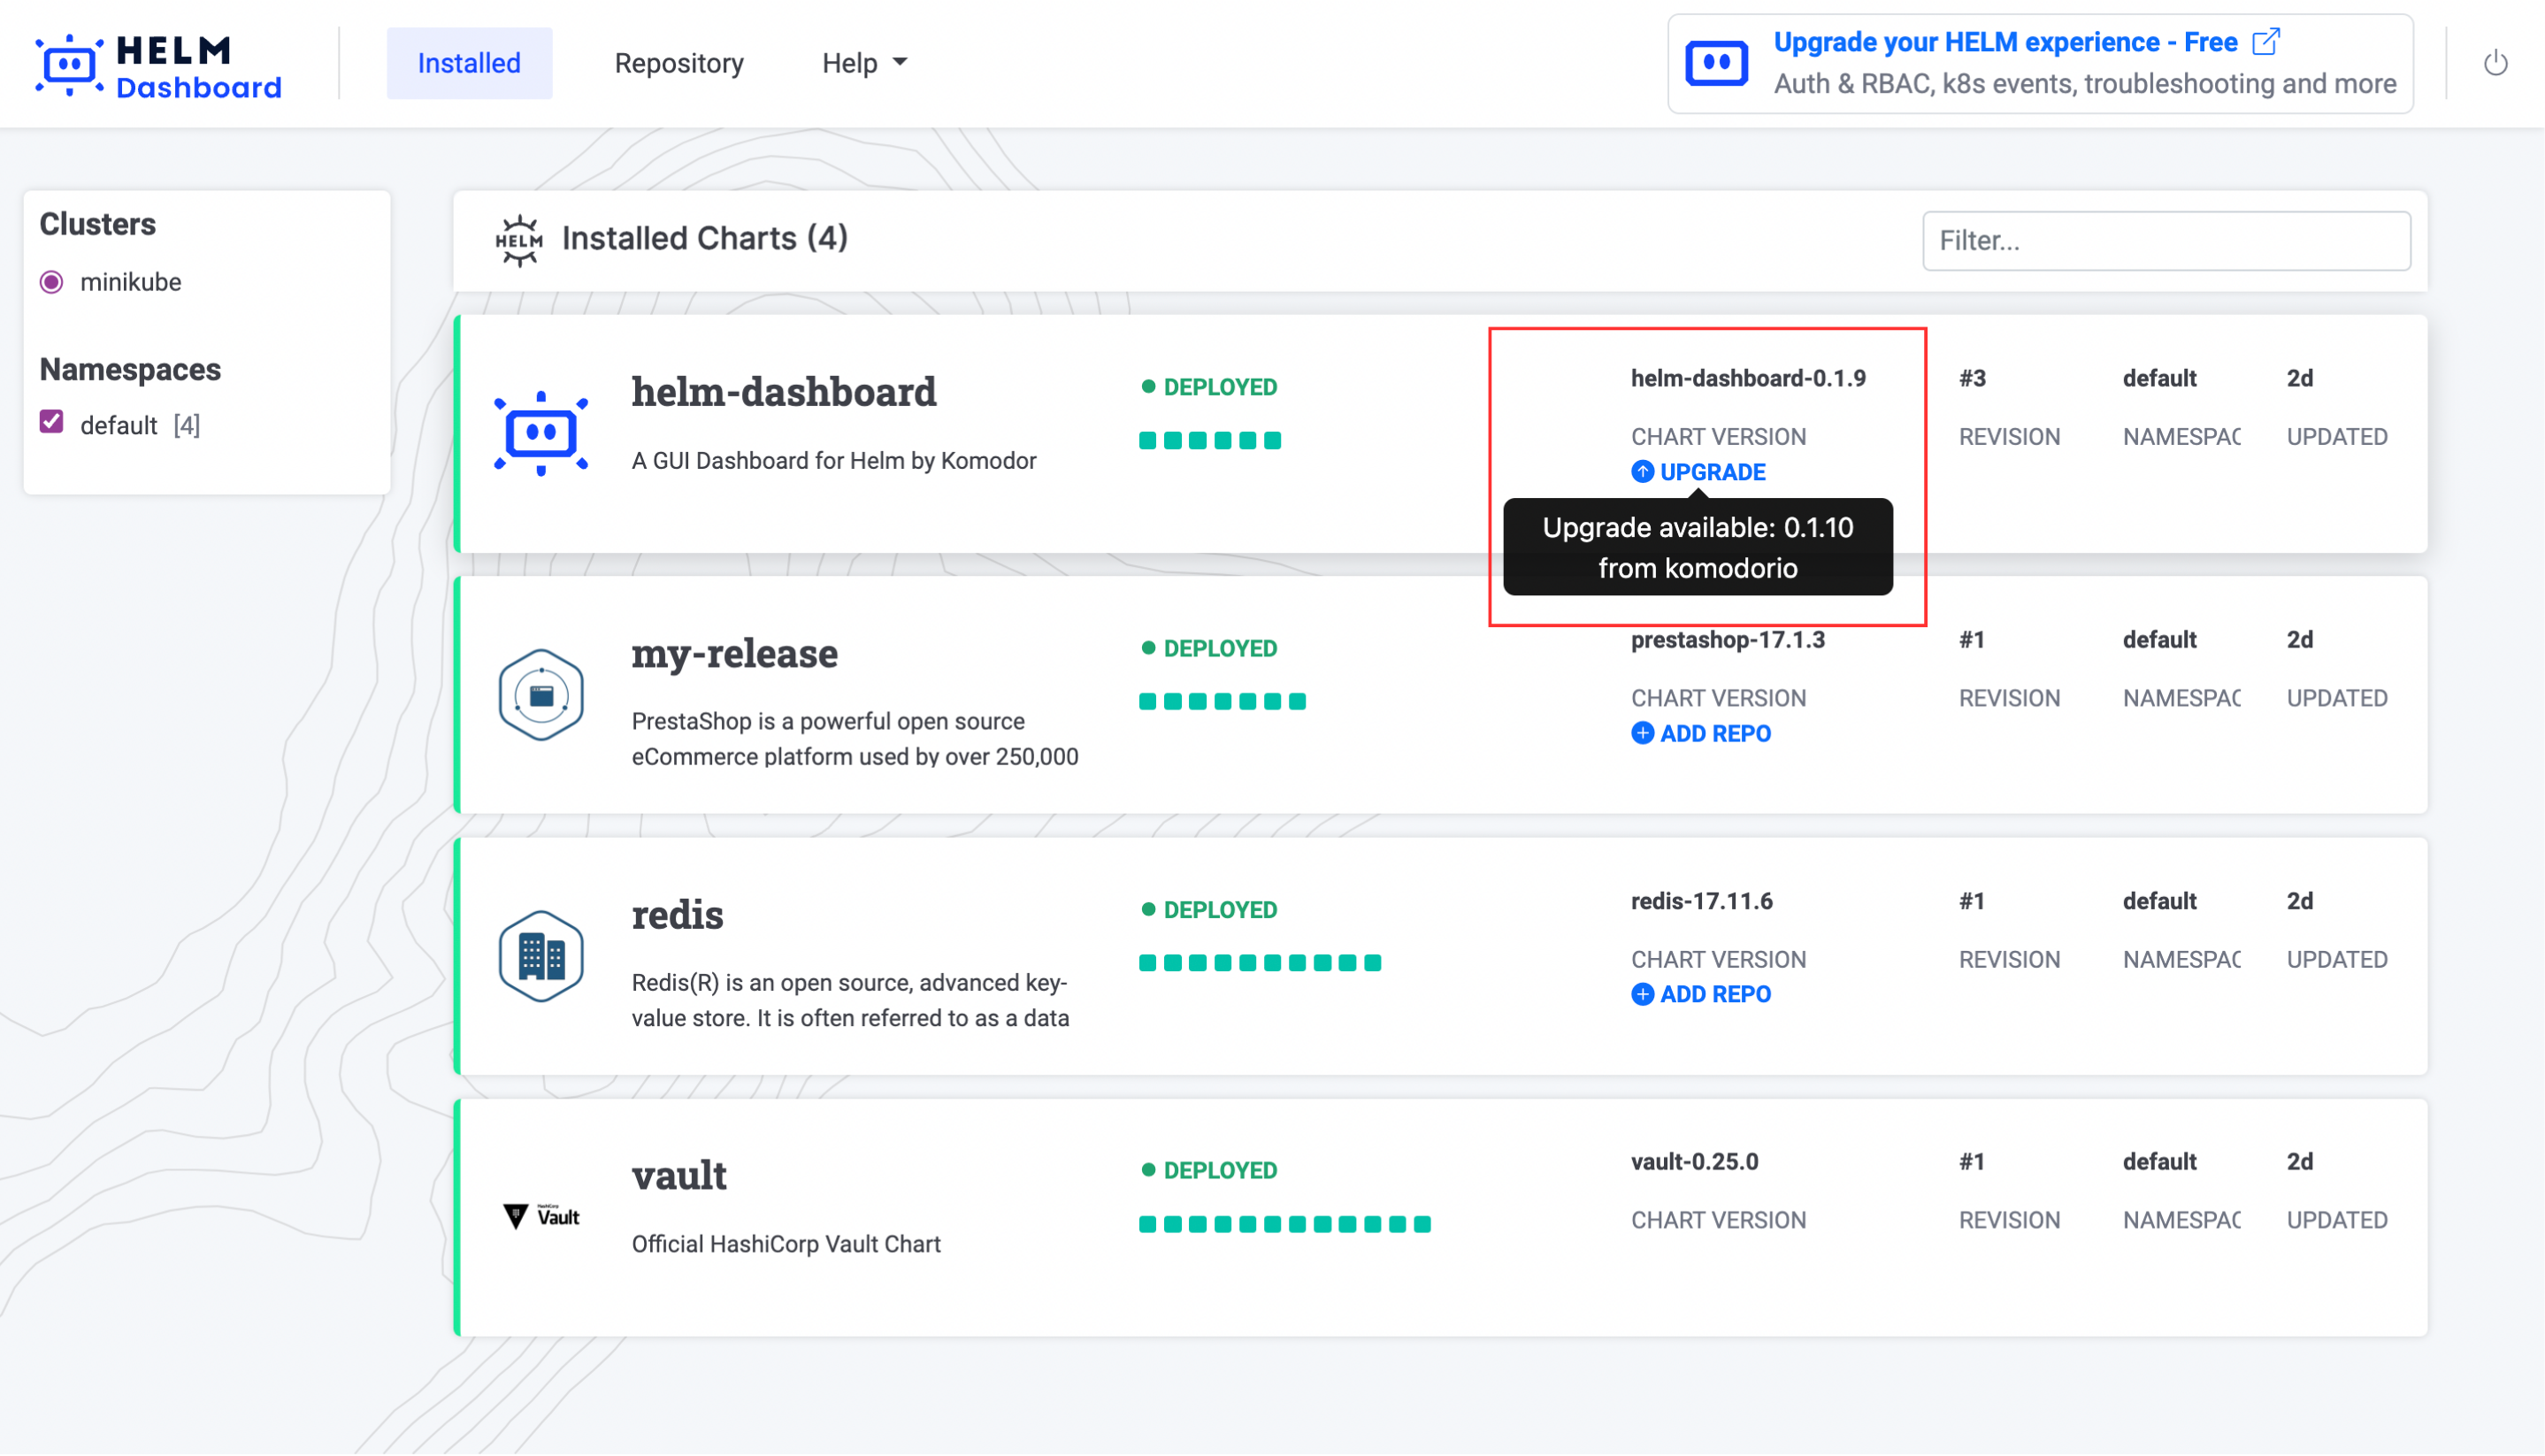 HELM
Dashboard
Installed
Repository
Help
Upgrade your HELM experience - Free
Auth & RBAC, k8s events, troubleshooting and more
Clusters
minikube
Namespaces
default [4]
HELM
Installed Charts (4)
Filter...
helm-dashboard
A GUI Dashboard for Helm by Komodor
DEPLOYED
helm-dashboard-0.1.9
CHART VERSION
UPGRADE
Upgrade available: 0.1.10
from komodorio
#3
REVISION
default
NAMESPAC
2d
UPDATED
my-release
PrestaShop is a powerful open source
eCommerce platform used by over 250,000
DEPLOYED
prestashop-17.1.3
CHART VERSION
ADD REPO
#1
REVISION
default
NAMESPAC
2d
UPDATED
redis
Redis(R) is an open source, advanced key-
value store. It is often referred to as a data
DEPLOYED
redis-17.11.6
CHART VERSION
ADD REPO
#1
REVISION
default
NAMESPAC
2d
UPDATED
HashiCorp
Vault
vault
Official HashiCorp Vault Chart
DEPLOYED
vault-0.25.0
CHART VERSION
#1
REVISION
default
NAMESPAC
2d
UPDATED